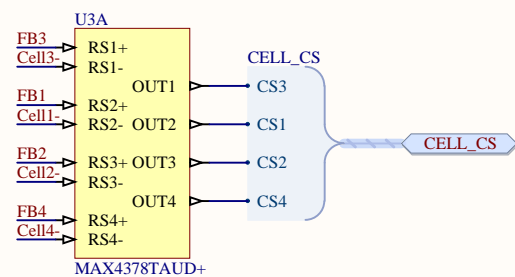 U3A
FB3
Cell3-
FB1
Cell1-
FB2
Cell2-
FB4
Cell4-
RS1+
RS1-
RS2+
RS2-
RS3+
RS3-
RS4+
RS4-
OUT1
OUT2
OUT3
OUT4
MAX4378TAUD+
CELL_CS
CS3
CS1
CS2
CS4
CELL_CS